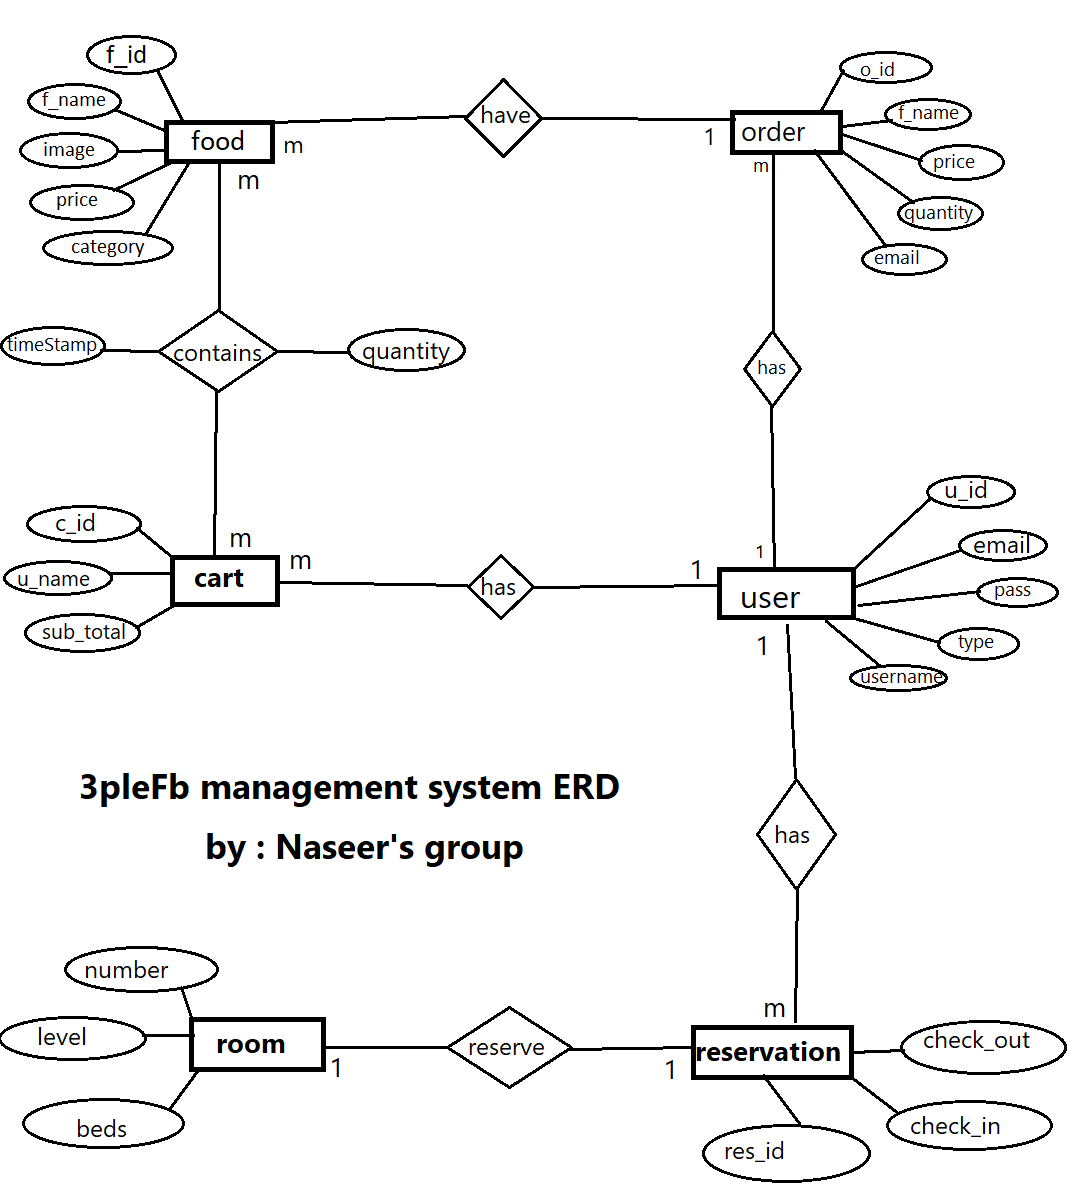 f_id
o_id
f_name
have
f_name
food
m
1
order
image
price
m
m
price
quantity
category
email
timeStamp
contains
quantity
has
u_id
c_id
m
m
1
email
u_name
cart
has
1
user
pass
sub_total
1
type
username
3pleFb management system ERD
by : Naseer's group
has
number
m
level
room
1
reserve
1
reservation
check_out
beds
res_id
check_in